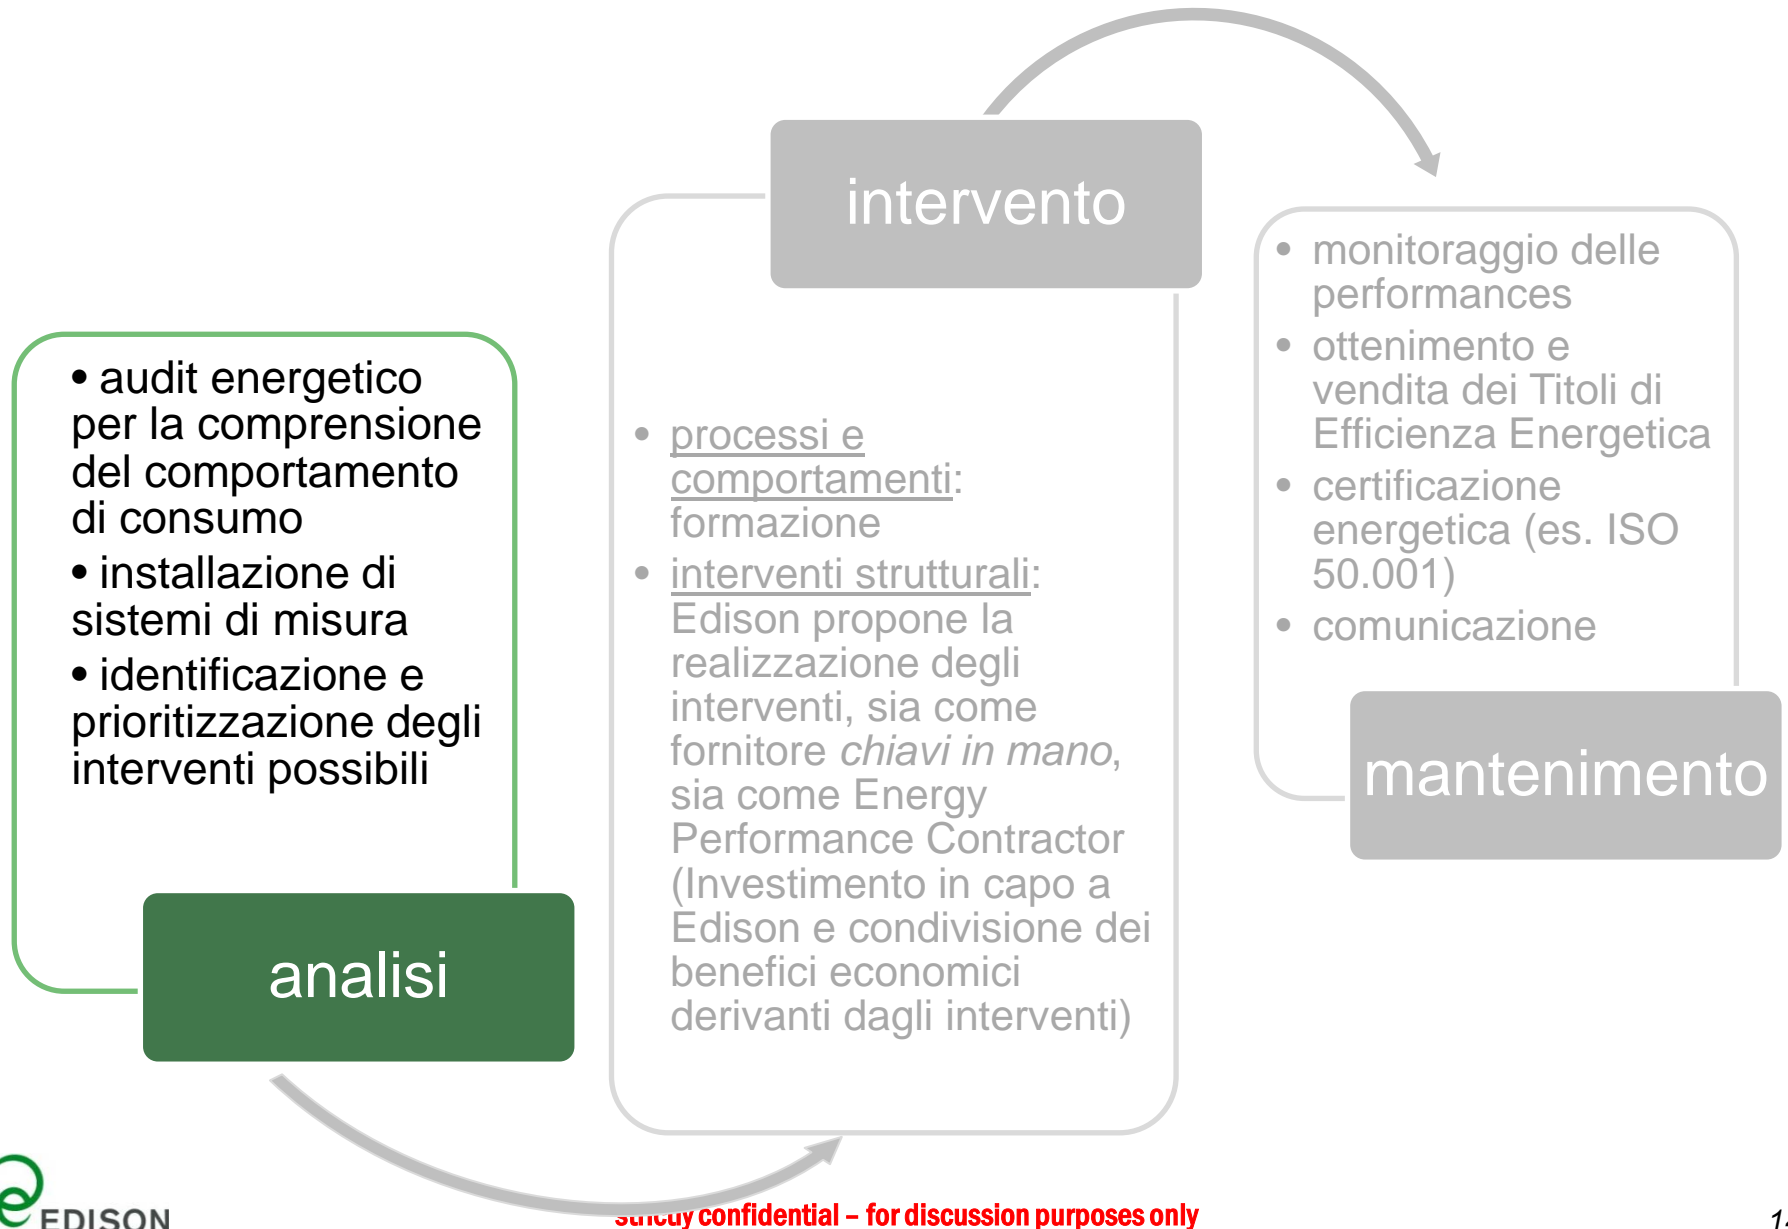 • audit energetico
per la comprensione
del comportamento
di consumo
• installazione di
sistemi di misura
• identificazione e
prioritizzazione degli
interventi possibili
analisi
intervento
• processi e
comportamenti:
formazione
• interventi strutturali:
Edison propone la
realizzazione degli
interventi, sia come
fornitore chiavi in mano,
sia come Energy
Performance Contractor
(Investimento in capo a
Edison e condivisione dei
benefici economici
derivanti dagli interventi)
• monitoraggio delle
performances
• ottenimento e
vendita dei Titoli di
Efficienza Energetica
• certificazione
energetica (es. ISO
50.001)
• comunicazione
mantenimento
EDISON
strictly confidential – for discussion purposes only